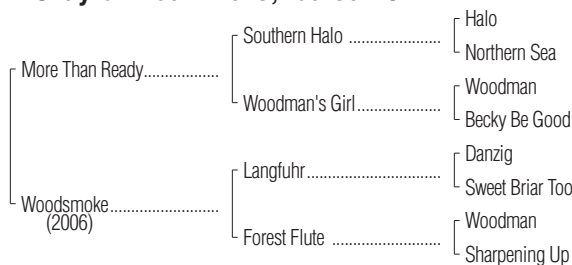 Halo
Southern Halo ....................
Northern Sea
More Than Ready...................
Woodman
Woodman's Girl.....................
Becky Be Good
Danzig
Langfuhr..................................
Sweet Briar Too
Woodsmoke...........................
(2006)
Woodman
Forest Flute ...........................
Sharpening Up